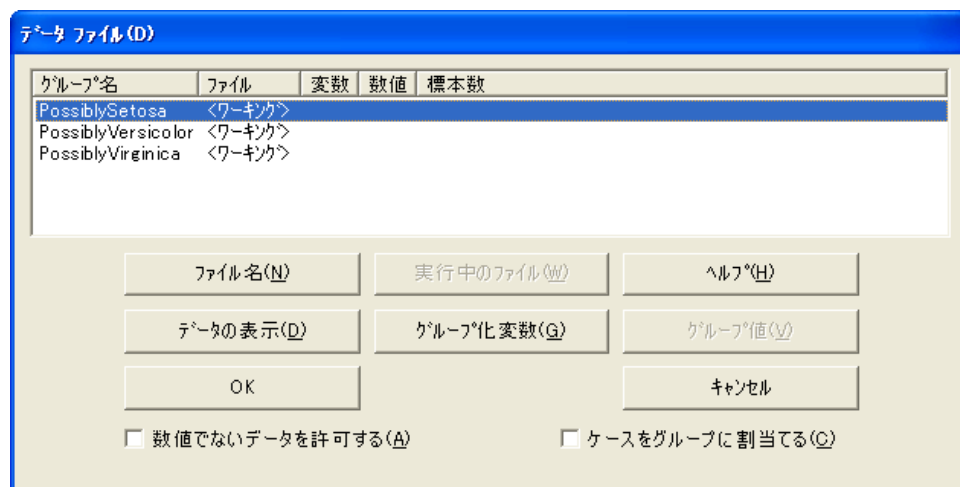 データ ファイル(D)
グループ名 ファイル 変数 数値 標本数
PossiblySetosa <ワーキング>
PossiblyVersicolor <ワーキング>
PossiblyVirginica <ワーキング>
ファイル名(N) 実行中のファイル(W) ヘルプ(H)
データの表示(D) グループ化変数(G) グループ値(V)
OK キャンセル
数値でないデータを許可する(A) ケースをグループに割当てる(C)